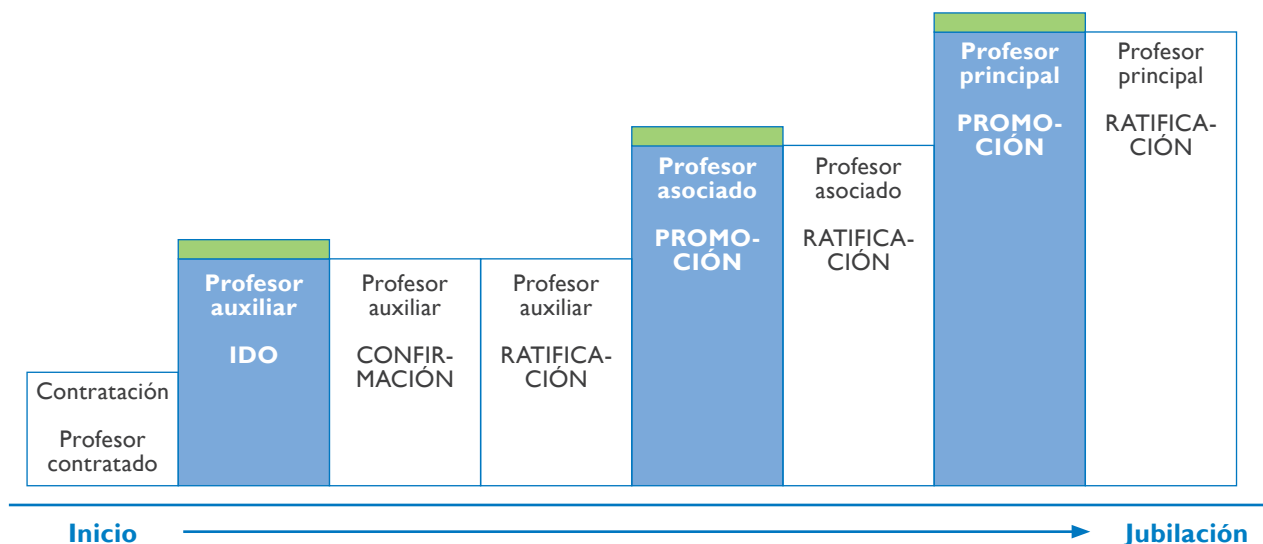 Contratación
Profesor
contratado
Profesor
auxiliar
IDO
Profesor
auxiliar
CONFIR-
MACIÓN
Profesor
auxiliar
RATIFICA-
CIÓN
Profesor
asociado
PROMO-
CIÓN
Profesor
asociado
RATIFICA-
CIÓN
Profesor
principal
PROMO-
CIÓN
Profesor
principal
RATIFICA-
CIÓN
Inicio
Jubilación